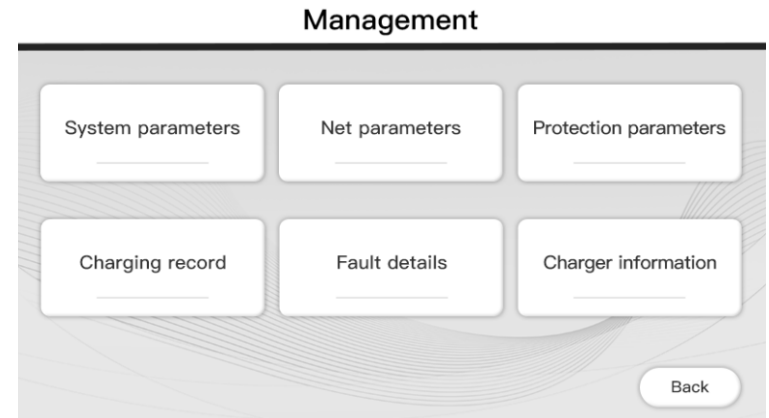 Management
System parameters
Net parameters
Protection parameters
Charging record
Fault details
Charger information
Back